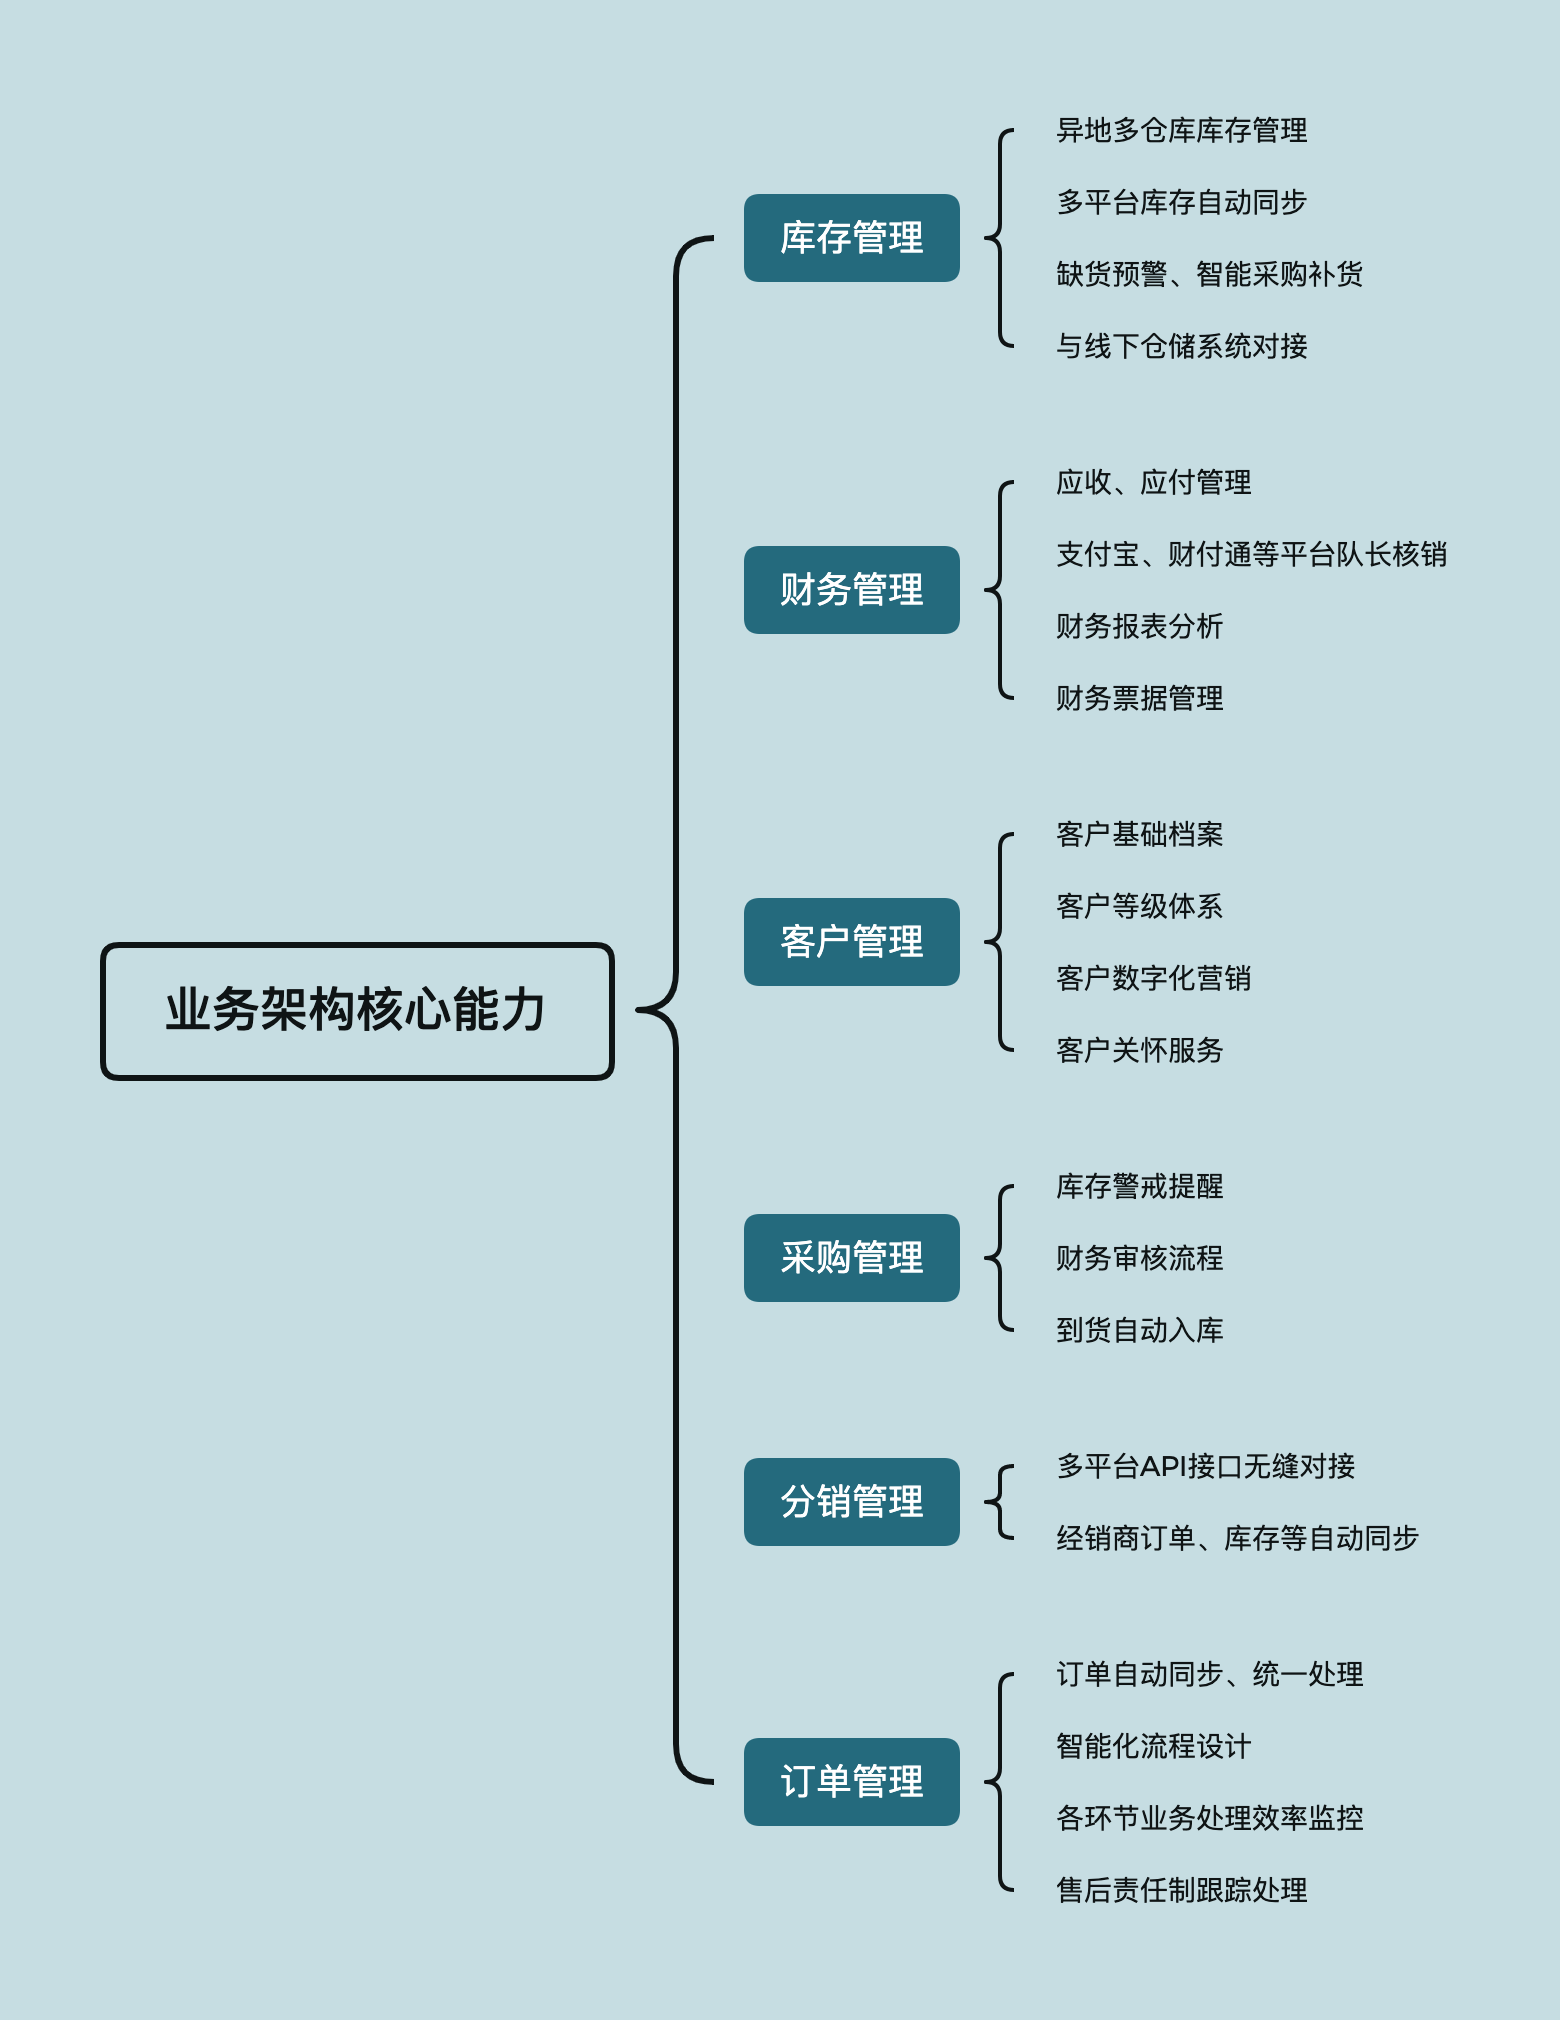 业务架构核心能力
库存管理
异地多仓库库存管理
多平台库存自动同步
缺货预警、智能采购补货
与线下仓储系统对接
财务管理
应收、应付管理
支付宝、财付通等平台队长核销
财务报表分析
财务票据管理
客户管理
客户基础档案
客户等级体系
客户数字化营销
客户关怀服务
采购管理
库存警戒提醒
财务审核流程
到货自动入库
分销管理
多平台API接口无缝对接
经销商订单、库存等自动同步
订单管理
订单自动同步、统一处理
智能化流程设计
各环节业务处理效率监控
售后责任制跟踪处理